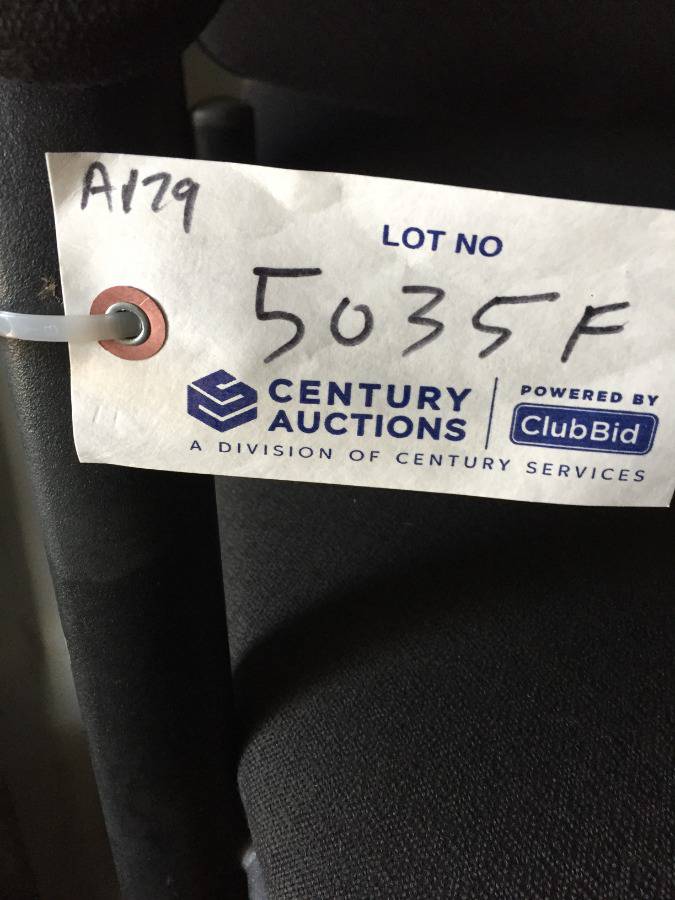 A179
LOT NO
5035F
CENTURY
AUCTIONS
POWERED BY
ClubBid
A DIVISION OF CENTURY SERVICES